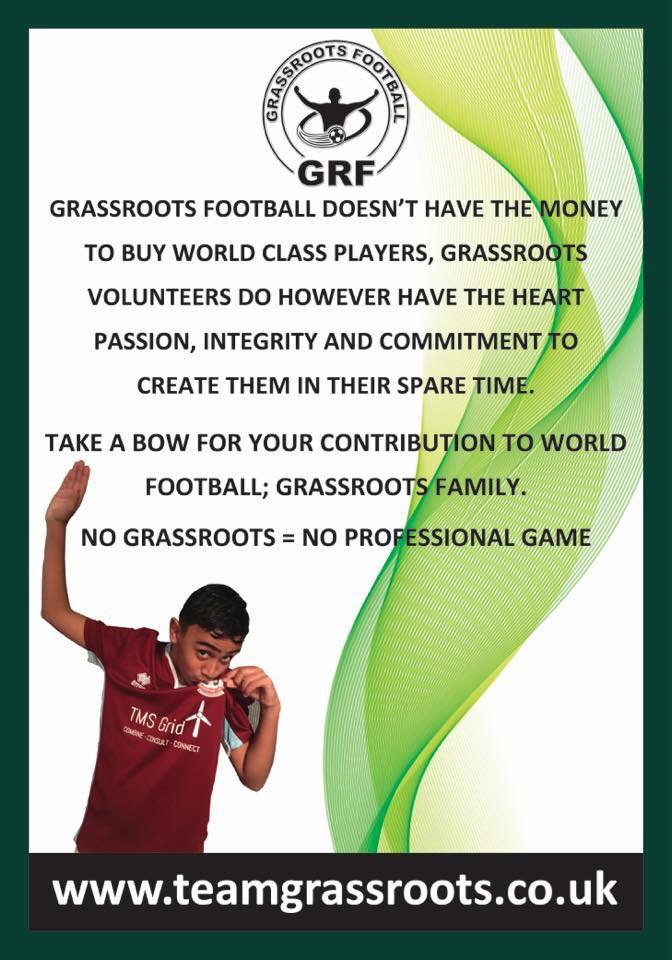 GRASSROOTS FOOTBALL
GRF
GRASSROOTS FOOTBALL DOESN'T HAVE THE MONEY
TO BUY WORLD CLASS PLAYERS, GRASSROOTS
VOLUNTEERS DO HOWEVER HAVE THE HEART
PASSION, INTEGRITY AND COMMITMENT TO
CREATE THEM IN THEIR SPARE TIME.
TAKE A BOW FOR YOUR CONTRIBUTION TO WORLD
FOOTBALL; GRASSROOTS FAMILY.
NO GRASSROOTS = NO PROFESSIONAL GAME
TMS Grid
COMBINE - CONSULT - CONNECT
www.teamgrassroots.co.uk